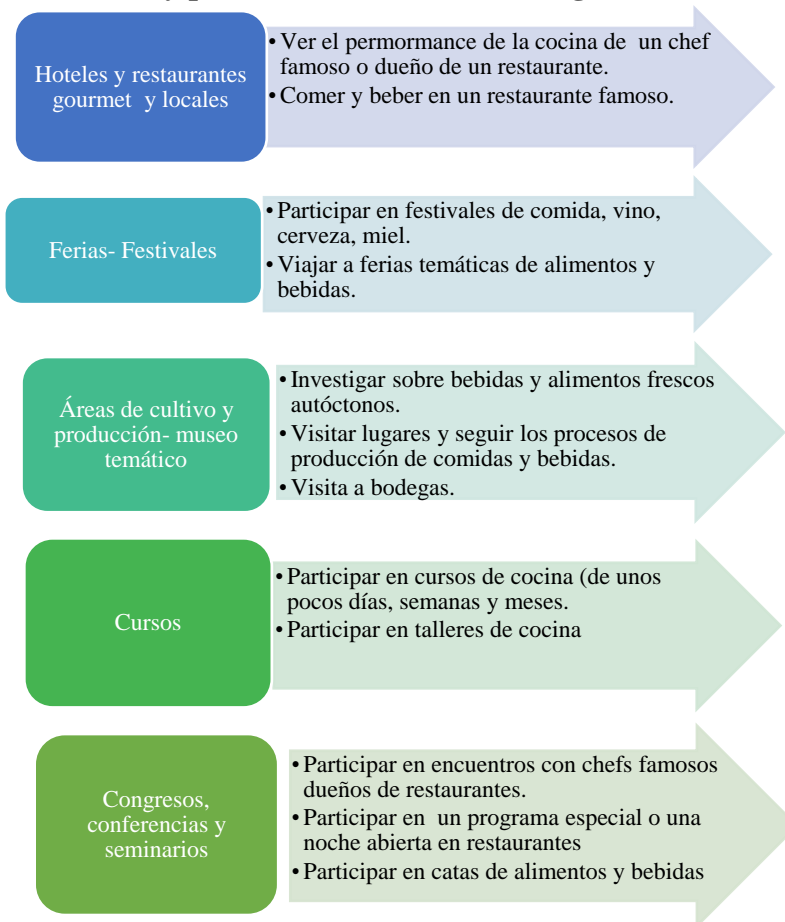 Hoteles y restaurantes
gourmet y locales
• Ver el permormance de la cocina de un chef
famoso o dueño de un restaurante.
• Comer y beber en un restaurante famoso.
Ferias- Festivales
• Participar en festivales de comida, vino,
cerveza, miel.
• Viajar a ferias temáticas de alimentos y
bebidas.
Áreas de cultivo y
producción- museo
temático
• Investigar sobre bebidas y alimentos frescos
autóctonos.
• Visitar lugares y seguir los procesos de
producción de comidas y bebidas.
• Visita a bodegas.
Cursos
• Participar en cursos de cocina (de unos
pocos días, semanas y meses.
• Participar en talleres de cocina
Congresos,
conferencias y
seminarios
• Participar en encuentros con chefs famosos
dueños de restaurantes.
• Participar en un programa especial o una
noche abierta en restaurantes
• Participar en catas de alimentos y bebidas